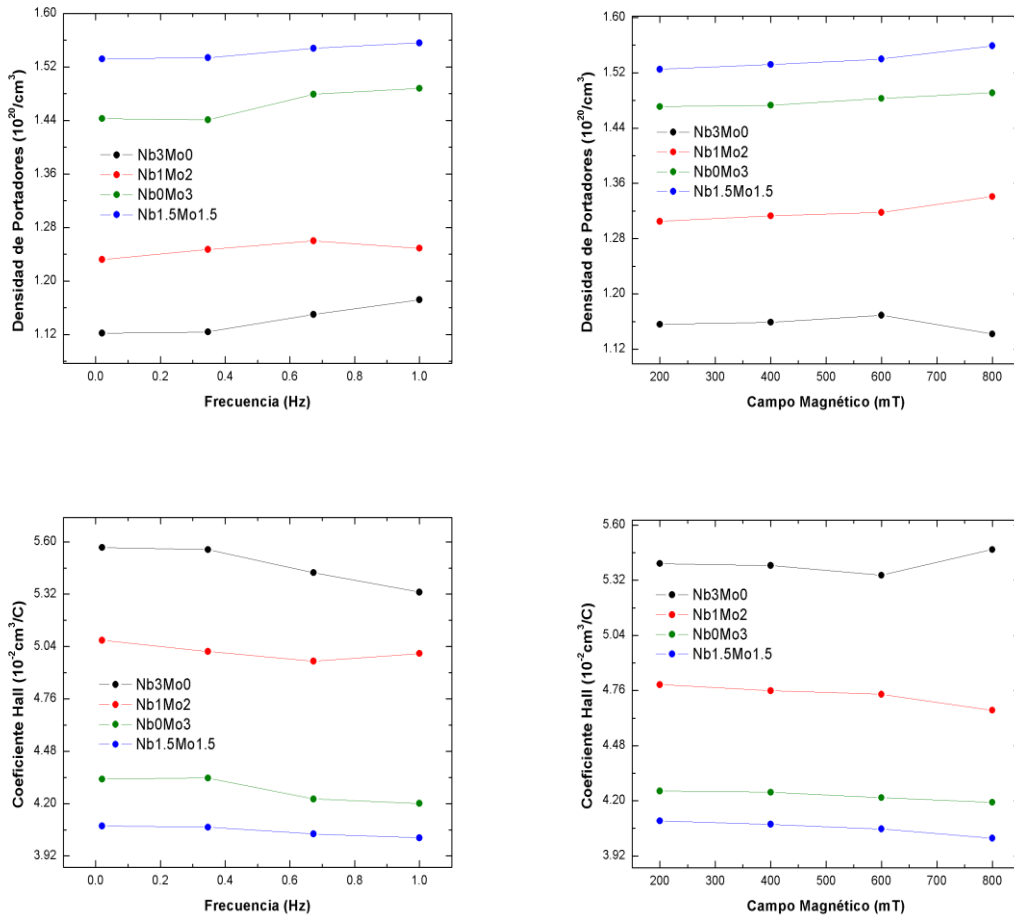 Densidad de Portadores (10^20/cm^3)
1.60
1.52
1.44
1.36
1.28
1.20
1.12
Nb3Mo0
Nb1Mo2
Nb0Mo3
Nb1.5Mo1.5
0.0 0.2 0.4 0.6 0.8 1.0
Frecuencia (Hz)
Densidad de Portadores (10^20/cm^3)
1.60
1.52
1.44
1.36
1.28
1.20
1.12
Nb3Mo0
Nb1Mo2
Nb0Mo3
Nb1.5Mo1.5
200 300 400 500 600 700 800
Campo Magnético (mT)
Coeficiente Hall (10^-2cm^3/C)
5.60
5.32
5.04
4.76
4.48
4.20
3.92
Nb3Mo0
Nb1Mo2
Nb0Mo3
Nb1.5Mo1.5
0.0 0.2 0.4 0.6 0.8 1.0
Frecuencia (Hz)
Coeficiente Hall (10^-2cm^3/C)
5.60
5.32
5.04
4.76
4.48
4.20
3.92
Nb3Mo0
Nb1Mo2
Nb0Mo3
Nb1.5Mo1.5
200 300 400 500 600 700 800
Campo Magnético (mT)